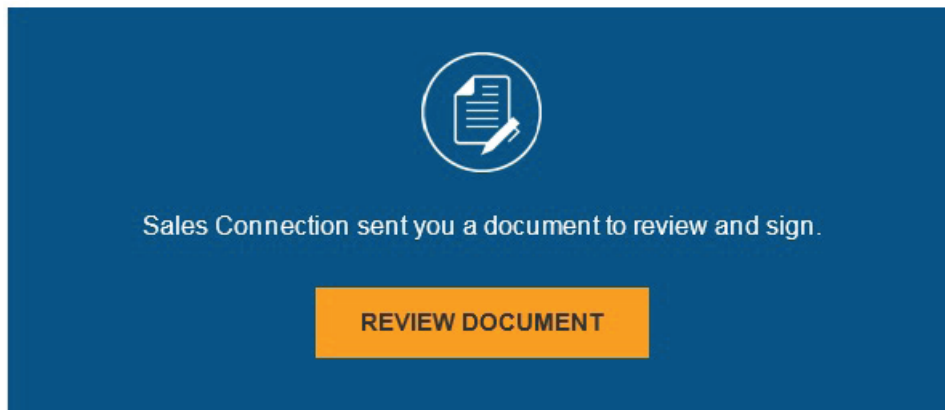 Sales Connection sent you a document to review and sign.
REVIEW DOCUMENT